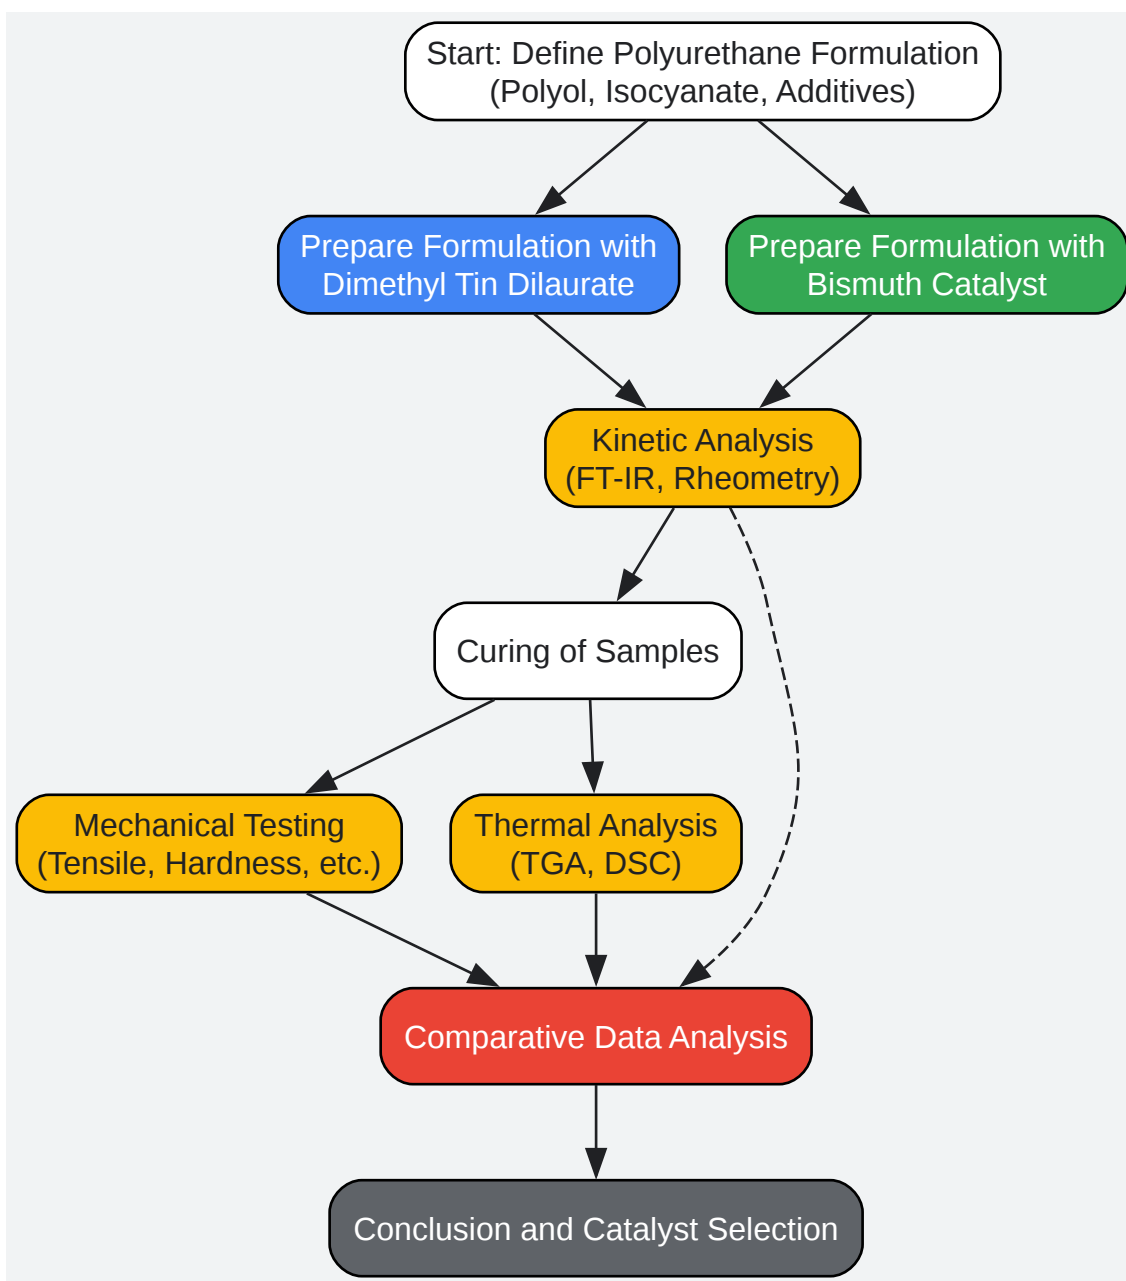 Start: Define Polyurethane Formulation
(Polyol, Isocyanate, Additives)
Prepare Formulation with
Dimethyl Tin Dilaurate
Prepare Formulation with
Bismuth Catalyst
Kinetic Analysis
(FT-IR, Rheometry)
Curing of Samples
Mechanical Testing
(Tensile, Hardness, etc.)
Thermal Analysis
(TGA, DSC)
Comparative Data Analysis
Conclusion and Catalyst Selection